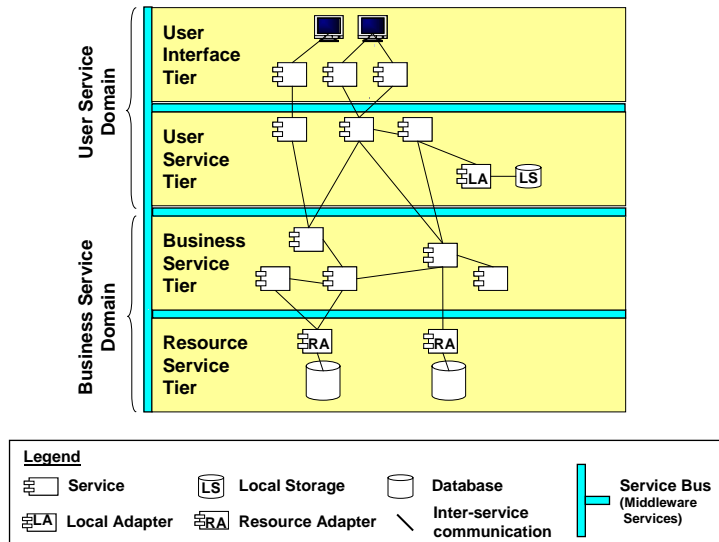 User Service
Domain
Business Service
Domain
User
Interface
Tier
User
Service
Tier
LA
LS
Business
Service
Tier
Resource
Service
Tier
RA
RA
Legend
Service
LS
Local Storage
Database
Service Bus
(Middleware
Services)
LA
Local Adapter
RA
Resource Adapter
Inter-service
communication